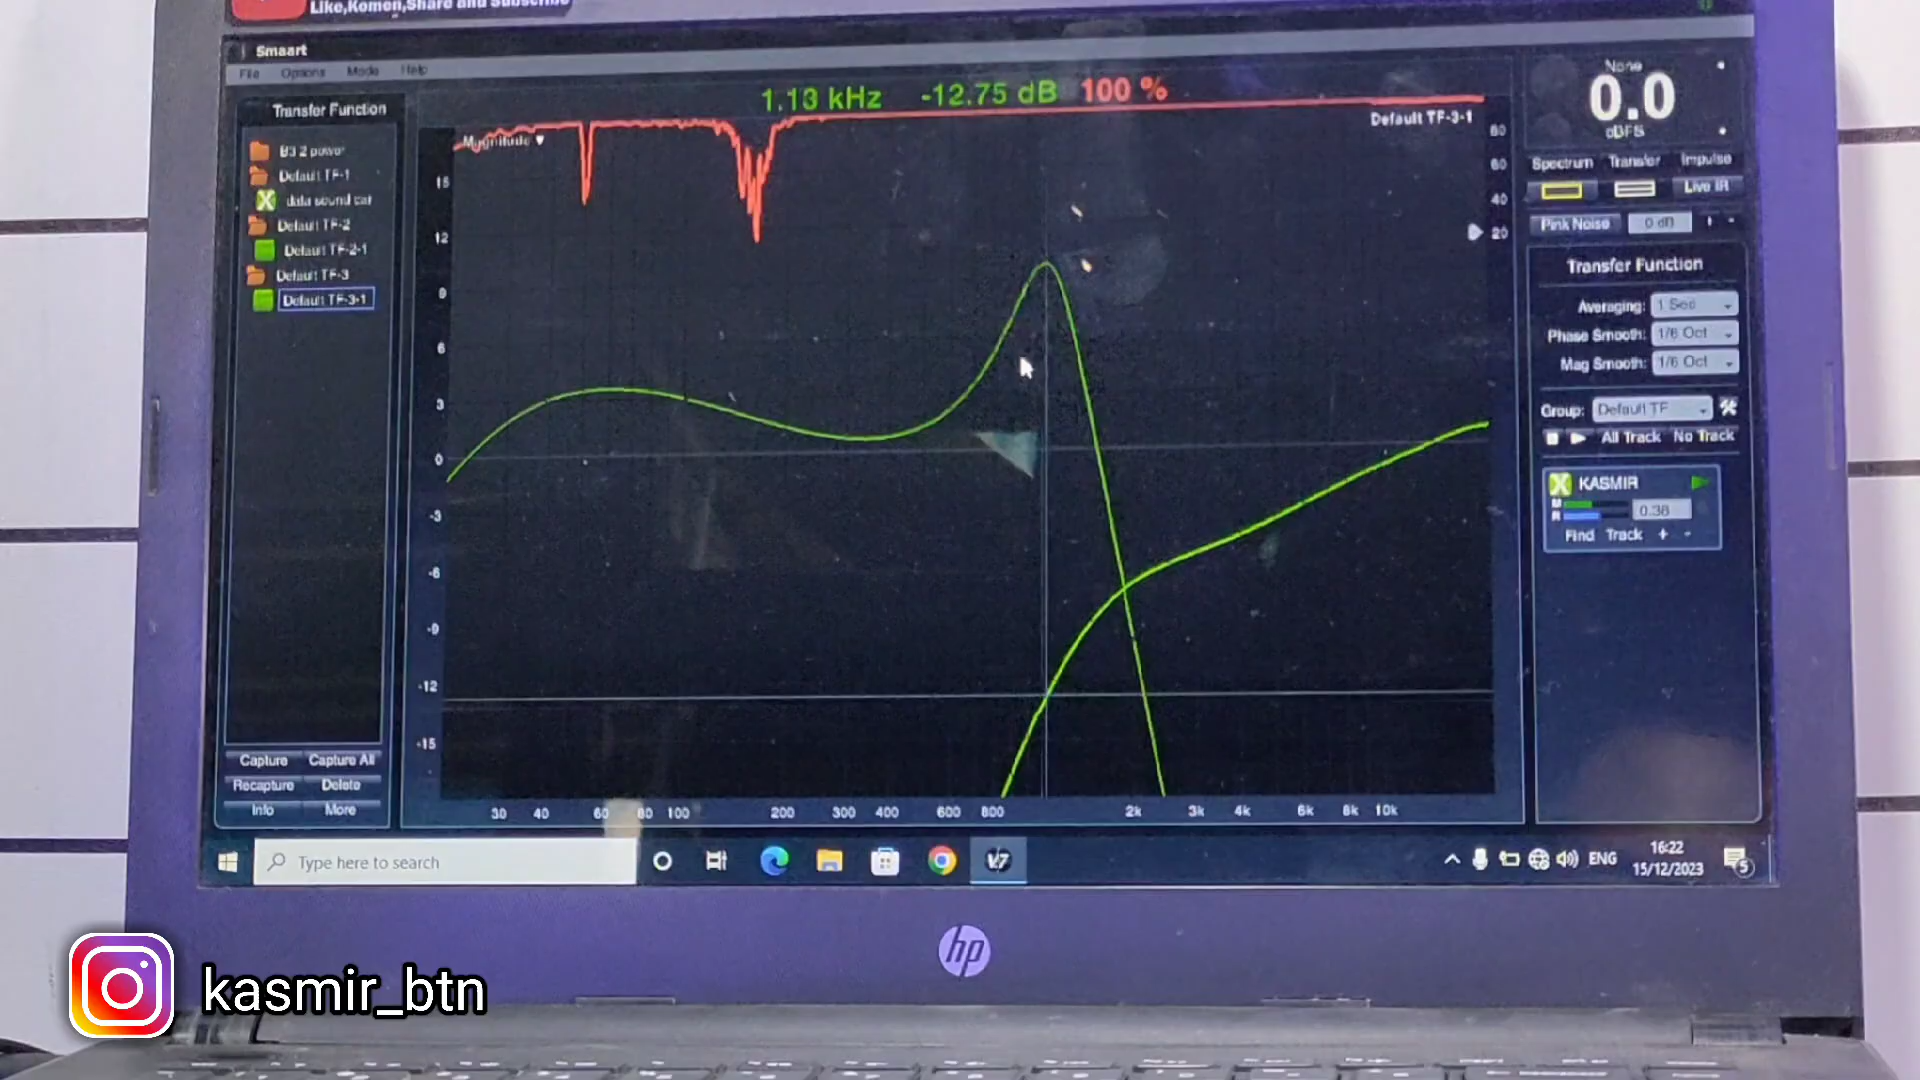 Like,Komen,Share and Subscribe
Smaart
File Options Mode Help
Transfer Function
B3 2 power
Default TF-1
data sound car
Default TF-2
Default TF-2-1
Default TF-3
Default TF-3-1
Capture Capture All
Recapture Delete
Info More
1.13 kHz -12.75 dB 100 %
Magnitude
Default TF-3-1
15
12
9
6
3
0
-3
-6
-9
-12
-15
80
60
40
20
30 40 60 80 100 200 300 400 600 800 2k 3k 4k 6k 8k 10k
None
0.0
dBFS
Spectrum Transfer Impulse
Live IR
Pink Noise 0 dB + -
Transfer Function
Averaging: 1 Sec
Phase Smooth: 1/6 Oct
Mag Smooth: 1/6 Oct
Group: Default TF
All Track No Track
KASMIR
M
R
0.38
Find Track + -
Type here to search
V7
ENG
16:22
15/12/2023
5
hp
kasmir_btn